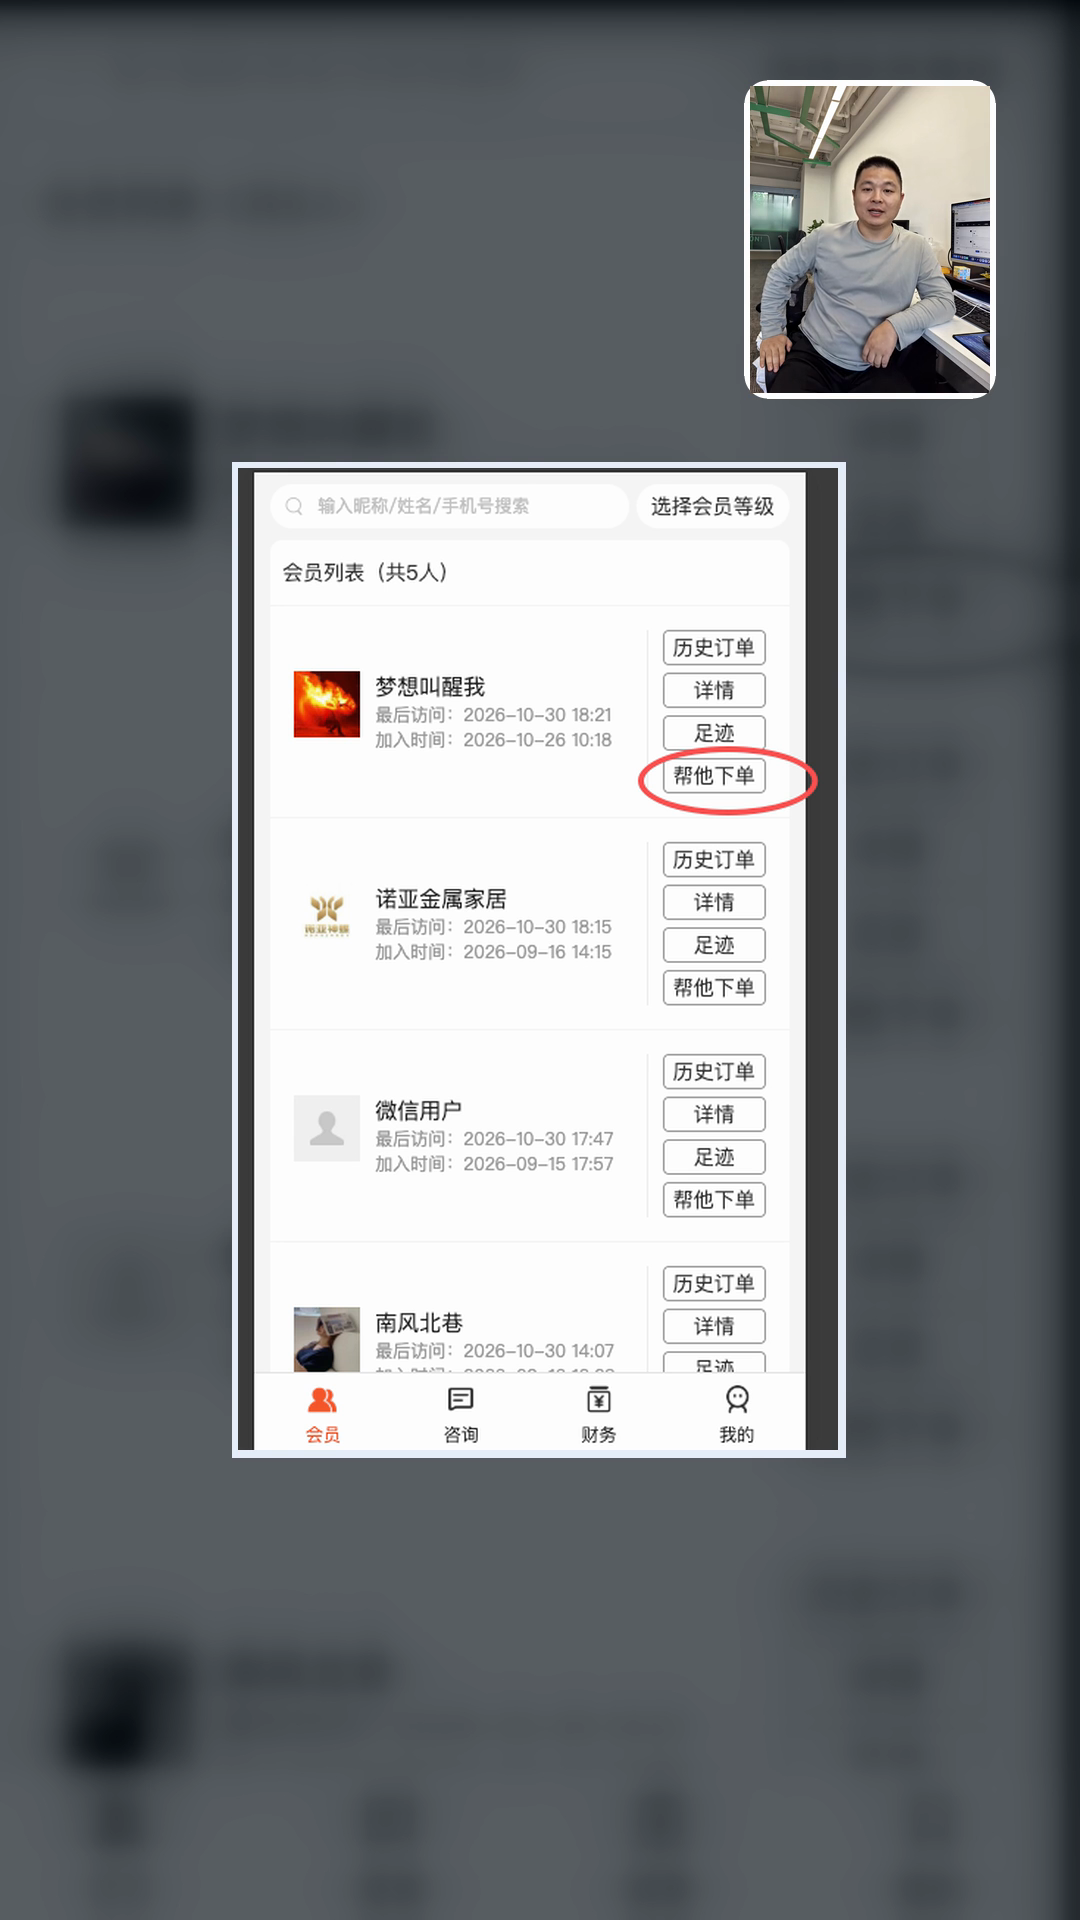 输入昵称/姓名/手机号搜索
选择会员等级
会员列表（共5人）
历史订单
梦想叫醒我
详情
最后访问：2026-10-30 18:21
足迹
加入时间：2026-10-26 10:18
帮他下单
历史订单
诺亚金属家居
详情
最后访问：2026-10-30 18:15
足迹
加入时间：2026-09-16 14:15
诺亚神蝶
帮他下单
历史订单
微信用户
详情
最后访问：2026-10-30 17:47
足迹
加入时间：2026-09-15 17:57
帮他下单
历史订单
南风北巷
详情
最后访问：2026-10-30 14:07
足迹
会员
咨询
财务
我的